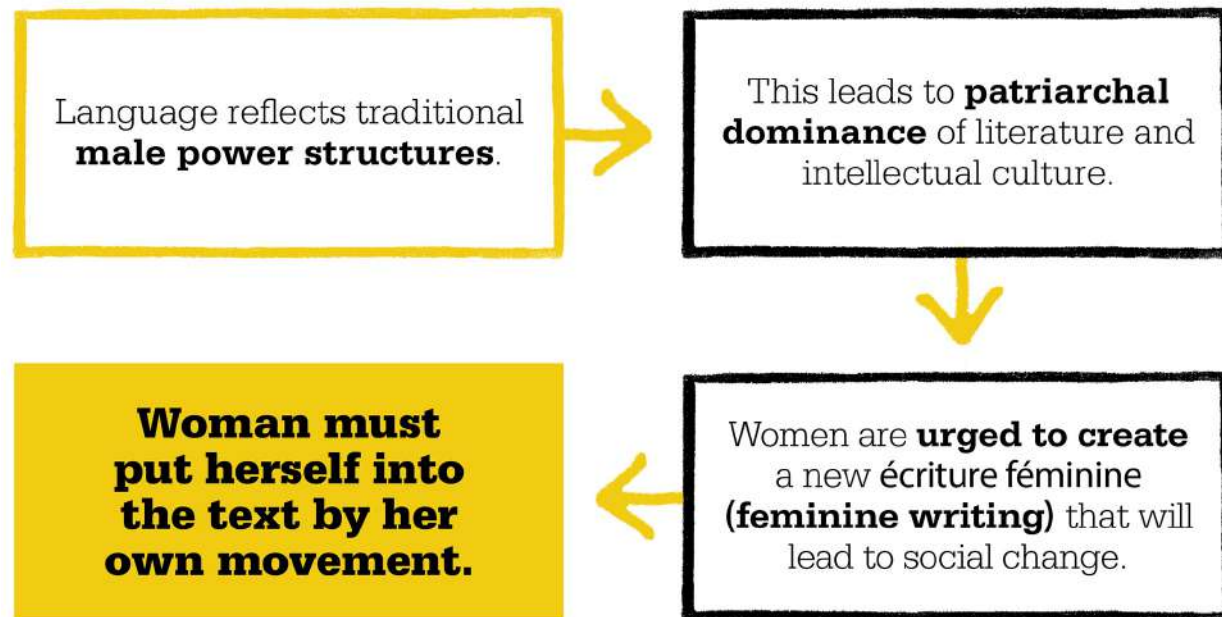 Language reflects traditional
male power structures.
This leads to patriarchal
dominance of literature and
intellectual culture.
Women are urged to create
a new écriture féminine
(feminine writing) that will
lead to social change.
Woman must
put herself into
the text by her
own movement.